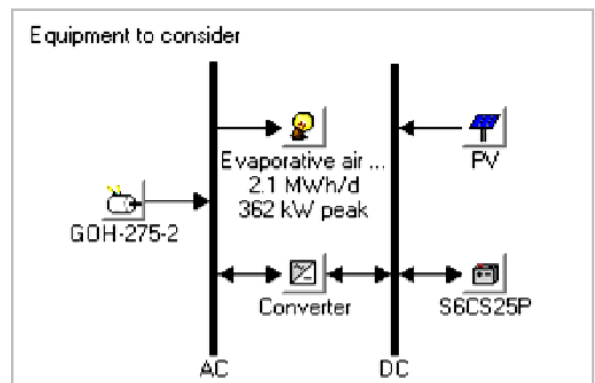 Equipment to consider
Evaporative air ...
2.1 MWh/d
362 kW peak
PV
GOH-275-2
Converter
S6CS25P
AC
DC